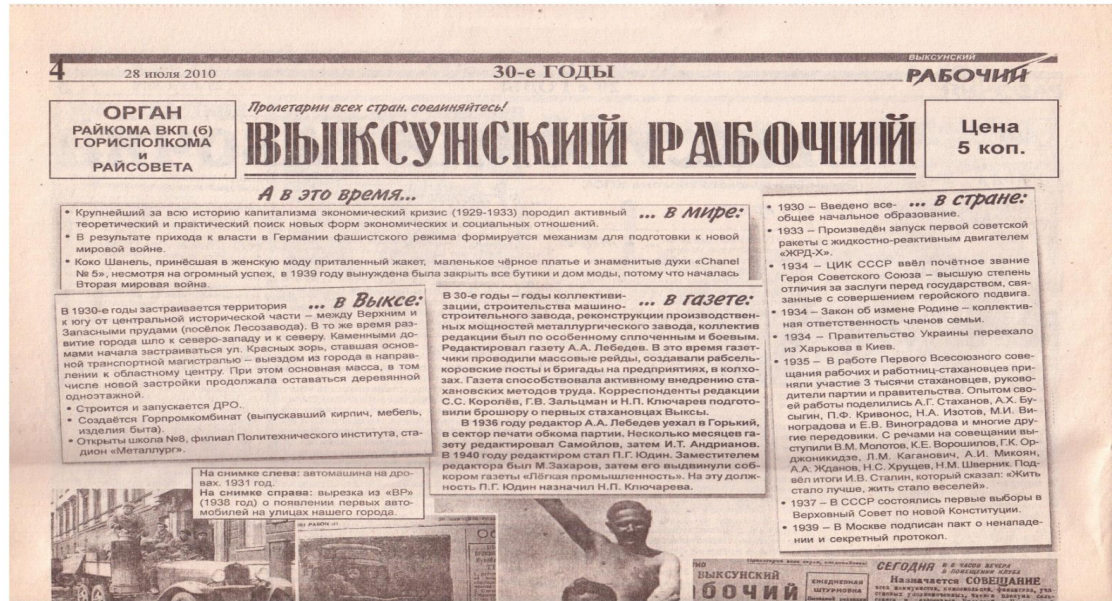 4
28 июля 2010
30-е ГОДЫ
ВЫКСУНСКИЙ
РАБОЧИЙ
ОРГАН
РАЙКОМА ВКП (б)
ГОРИСПОЛКОМА
и
РАЙСОВЕТА
Пролетарии всех стран, соединяйтесь!
ВЫКСУНСКИЙ РАБОЧИЙ
Цена
5 коп.
А в это время...
... в мире:
• Крупнейший за всю историю капитализма экономический кризис (1929-1933) породил активный
теоретический и практический поиск новых форм экономических и социальных отношений.
• В результате прихода к власти в Германии фашистского режима формируется механизм для подготовки к новой
мировой войне.
• Коко Шанель, принёсшая в женскую моду приталенный жакет, маленькое чёрное платье и знаменитые духи «Chanel
№ 5», несмотря на огромный успех, в 1939 году вынуждена была закрыть все бутики и дом моды, потому что началась
Вторая мировая война.
... в Выксе:
В 1930-е годы застраивается территория
к югу от центральной исторической части – между Верхним и
Запасными прудами (посёлок Лесозавода). В то же время раз-
витие города шло к северо-западу и к северу. Каменными до-
мами начала застраиваться ул. Красных зорь, ставшая основ-
ной транспортной магистралью – выездом из города в направ-
лении к областному центру. При этом основная масса, в том
числе новой застройки продолжала оставаться деревянной
одноэтажной.
• Строится и запускается ДРО.
• Создаётся Горпромкомбинат (выпускавший кирпич, мебель,
изделия быта).
• Открыты школа №8, филиал Политехнического института, ста-
дион «Металлург».
На снимке слева: автомашина на дро-
вах. 1931 год.
На снимке справа: вырезка из «ВР»
(1938 год) о появлении первых авто-
мобилей на улицах нашего города.
... в газете:
В 30-е годы – годы коллективи-
зации, строительства машино-
строительного завода, реконструкции производствен-
ных мощностей металлургического завода, коллектив
редакции был по особенному сплоченным и боевым.
Редактировал газету А.А. Лебедев. В это время газет-
чики проводили массовые рейды, создавали рабсель-
коровские посты и бригады на предприятиях, в колхо-
зах. Газета способствовала активному внедрению ста-
хановских методов труда. Корреспонденты редакции
С.С. Королёв, Г.В. Зальцман и Н.П. Ключарев подгото-
вили брошюру о первых стахановцах Выксы.
В 1936 году редактор А.А. Лебедев уехал в Горький,
в сектор печати обкома партии. Несколько месяцев га-
зету редактировал Самойлов, затем И.Т. Андрианов.
В 1940 году редактором стал П.Г. Юдин. Заместителем
редактора был М.Захаров, затем его выдвинули соб-
кором газеты «Лёгкая промышленность». На эту долж-
ность П.Г. Юдин назначил Н.П. Ключарева.
... в стране:
• 1930 – Введено все-
общее начальное образование.
• 1933 – Произведён запуск первой советской
ракеты с жидкостно-реактивным двигателем
«ЖРД-Х».
• 1934 – ЦИК СССР ввёл почётное звание
Героя Советского Союза – высшую степень
отличия за заслуги перед государством, свя-
занные с совершением геройского подвига.
• 1934 – Закон об измене Родине – коллектив-
ная ответственность членов семьи.
• 1934 – Правительство Украины переехало
из Харькова в Киев.
• 1935 – В работе Первого Всесоюзного сове-
щания рабочих и работниц-стахановцев при-
няли участие 3 тысячи стахановцев, руково-
дители партии и правительства. Опытом сво-
ей работы поделились А.Г. Стаханов, А.Х. Бу-
сыгин, П.Ф. Кривонос, Н.А. Изотов, М.И. Ви-
ноградова и Е.В. Виноградова и многие дру-
гие передовики. С речами на совещании вы-
ступили В.М. Молотов, К.Е. Ворошилов, Г.К. Ор-
джоникидзе, Л.М. Каганович, А.И. Микоян,
А.А. Жданов, Н.С. Хрущев, Н.М. Шверник. Под-
вёл итоги И.В. Сталин, который сказал: «Жить
стало лучше, жить стало веселей».
• 1937 – В СССР состоялись первые выборы в
Верховный Совет по новой Конституции.
• 1939 – В Москве подписан пакт о ненападе-
нии и секретный протокол.
ВЫКСУНСКИЙ
РАБОЧИЙ
ЕЖЕДНЕВНАЯ
ШТУРМОВКА
СЕГОДНЯ
В 6 ЧАСОВ ВЕЧЕРА
В ПОМЕЩЕНИИ КЛУБА
Назначается СОВЕЩАНИЕ